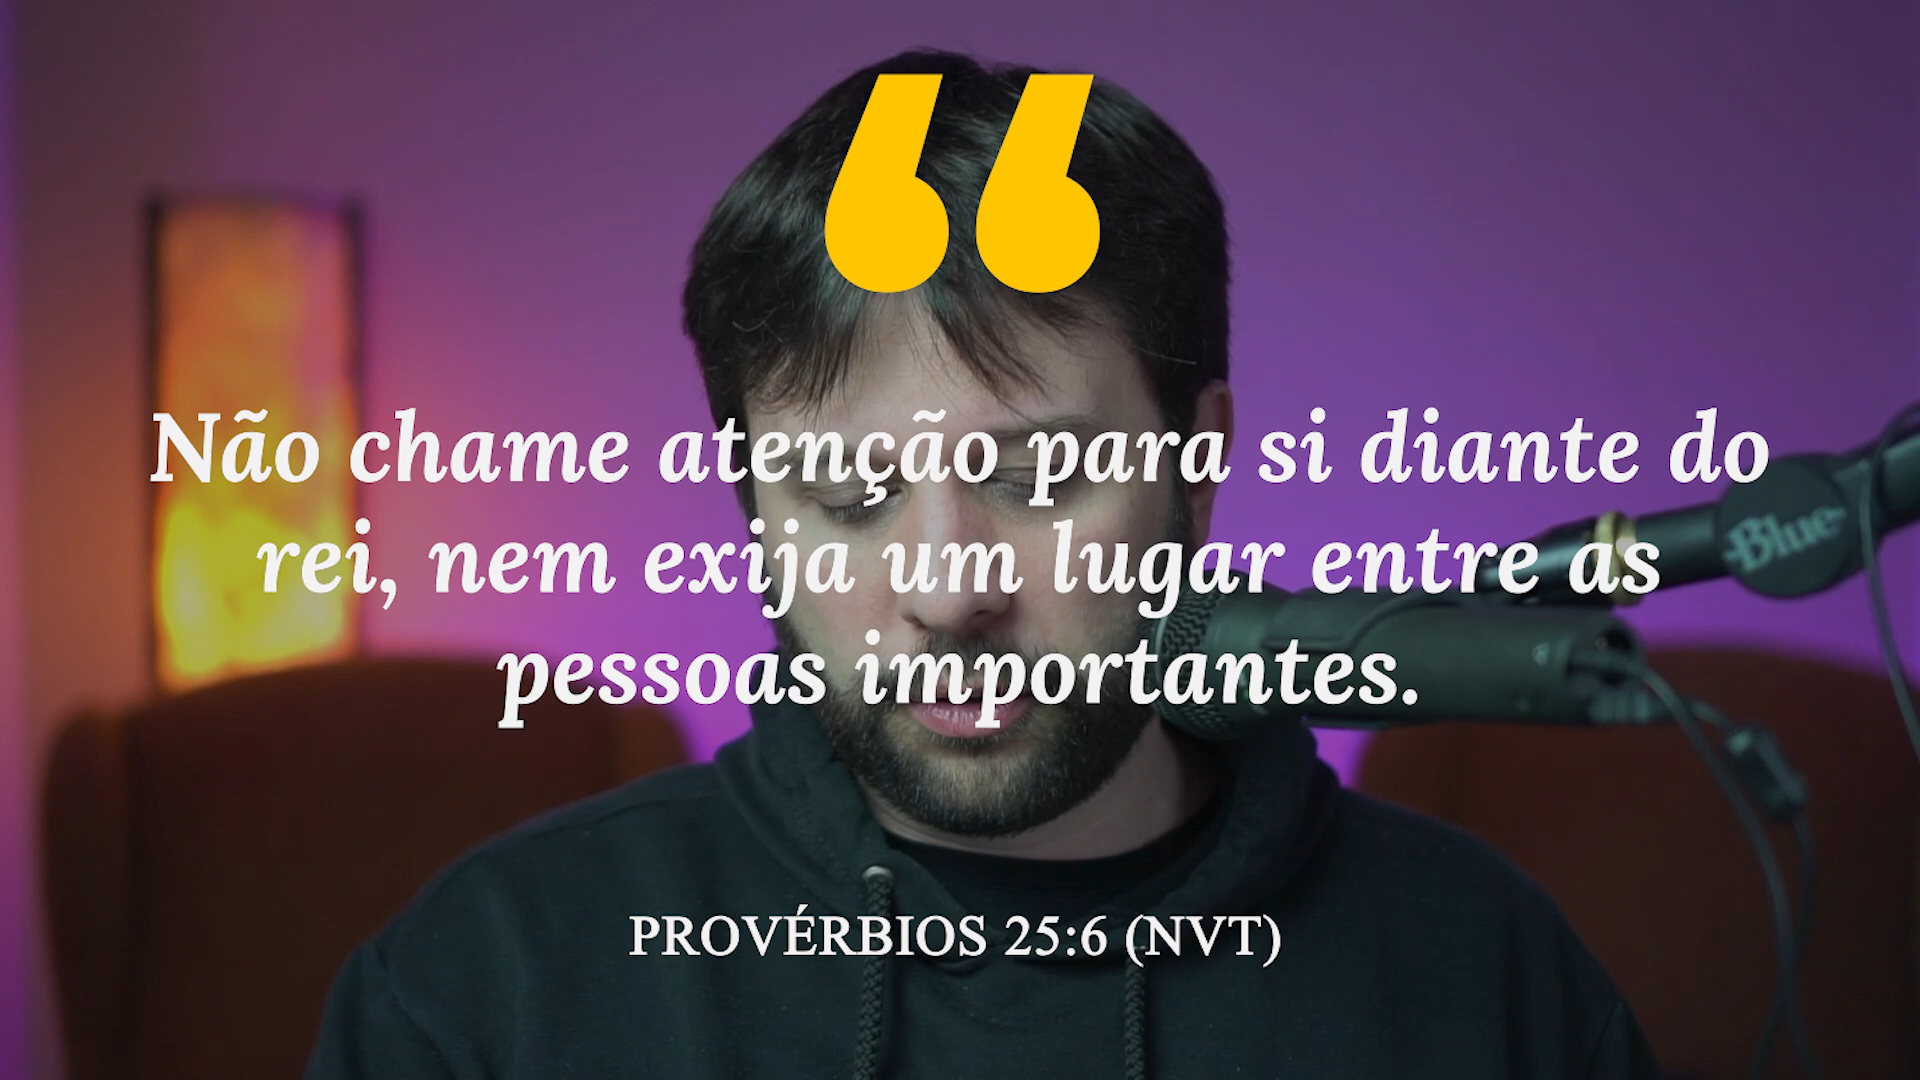 “
Não chame atenção para si diante do
rei, nem exija um lugar entre as
pessoas importantes.
Blue
PROVÉRBIOS 25:6 (NVT)